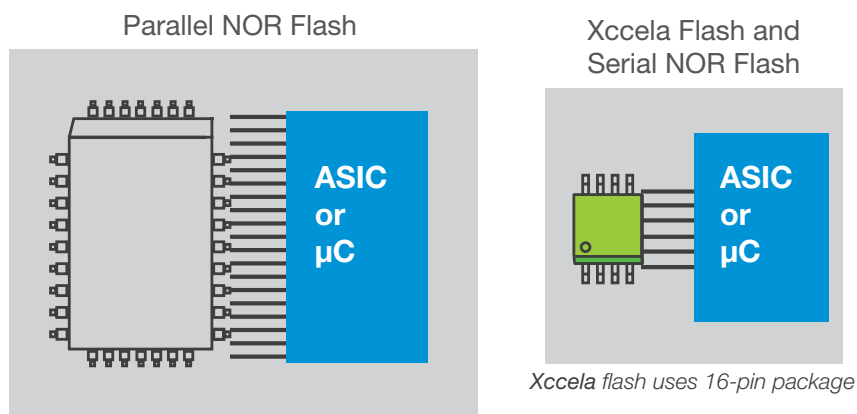 Parallel NOR Flash
ASIC
or
µC
Xccela Flash and
Serial NOR Flash
ASIC
or
µC
Xccela flash uses 16-pin package